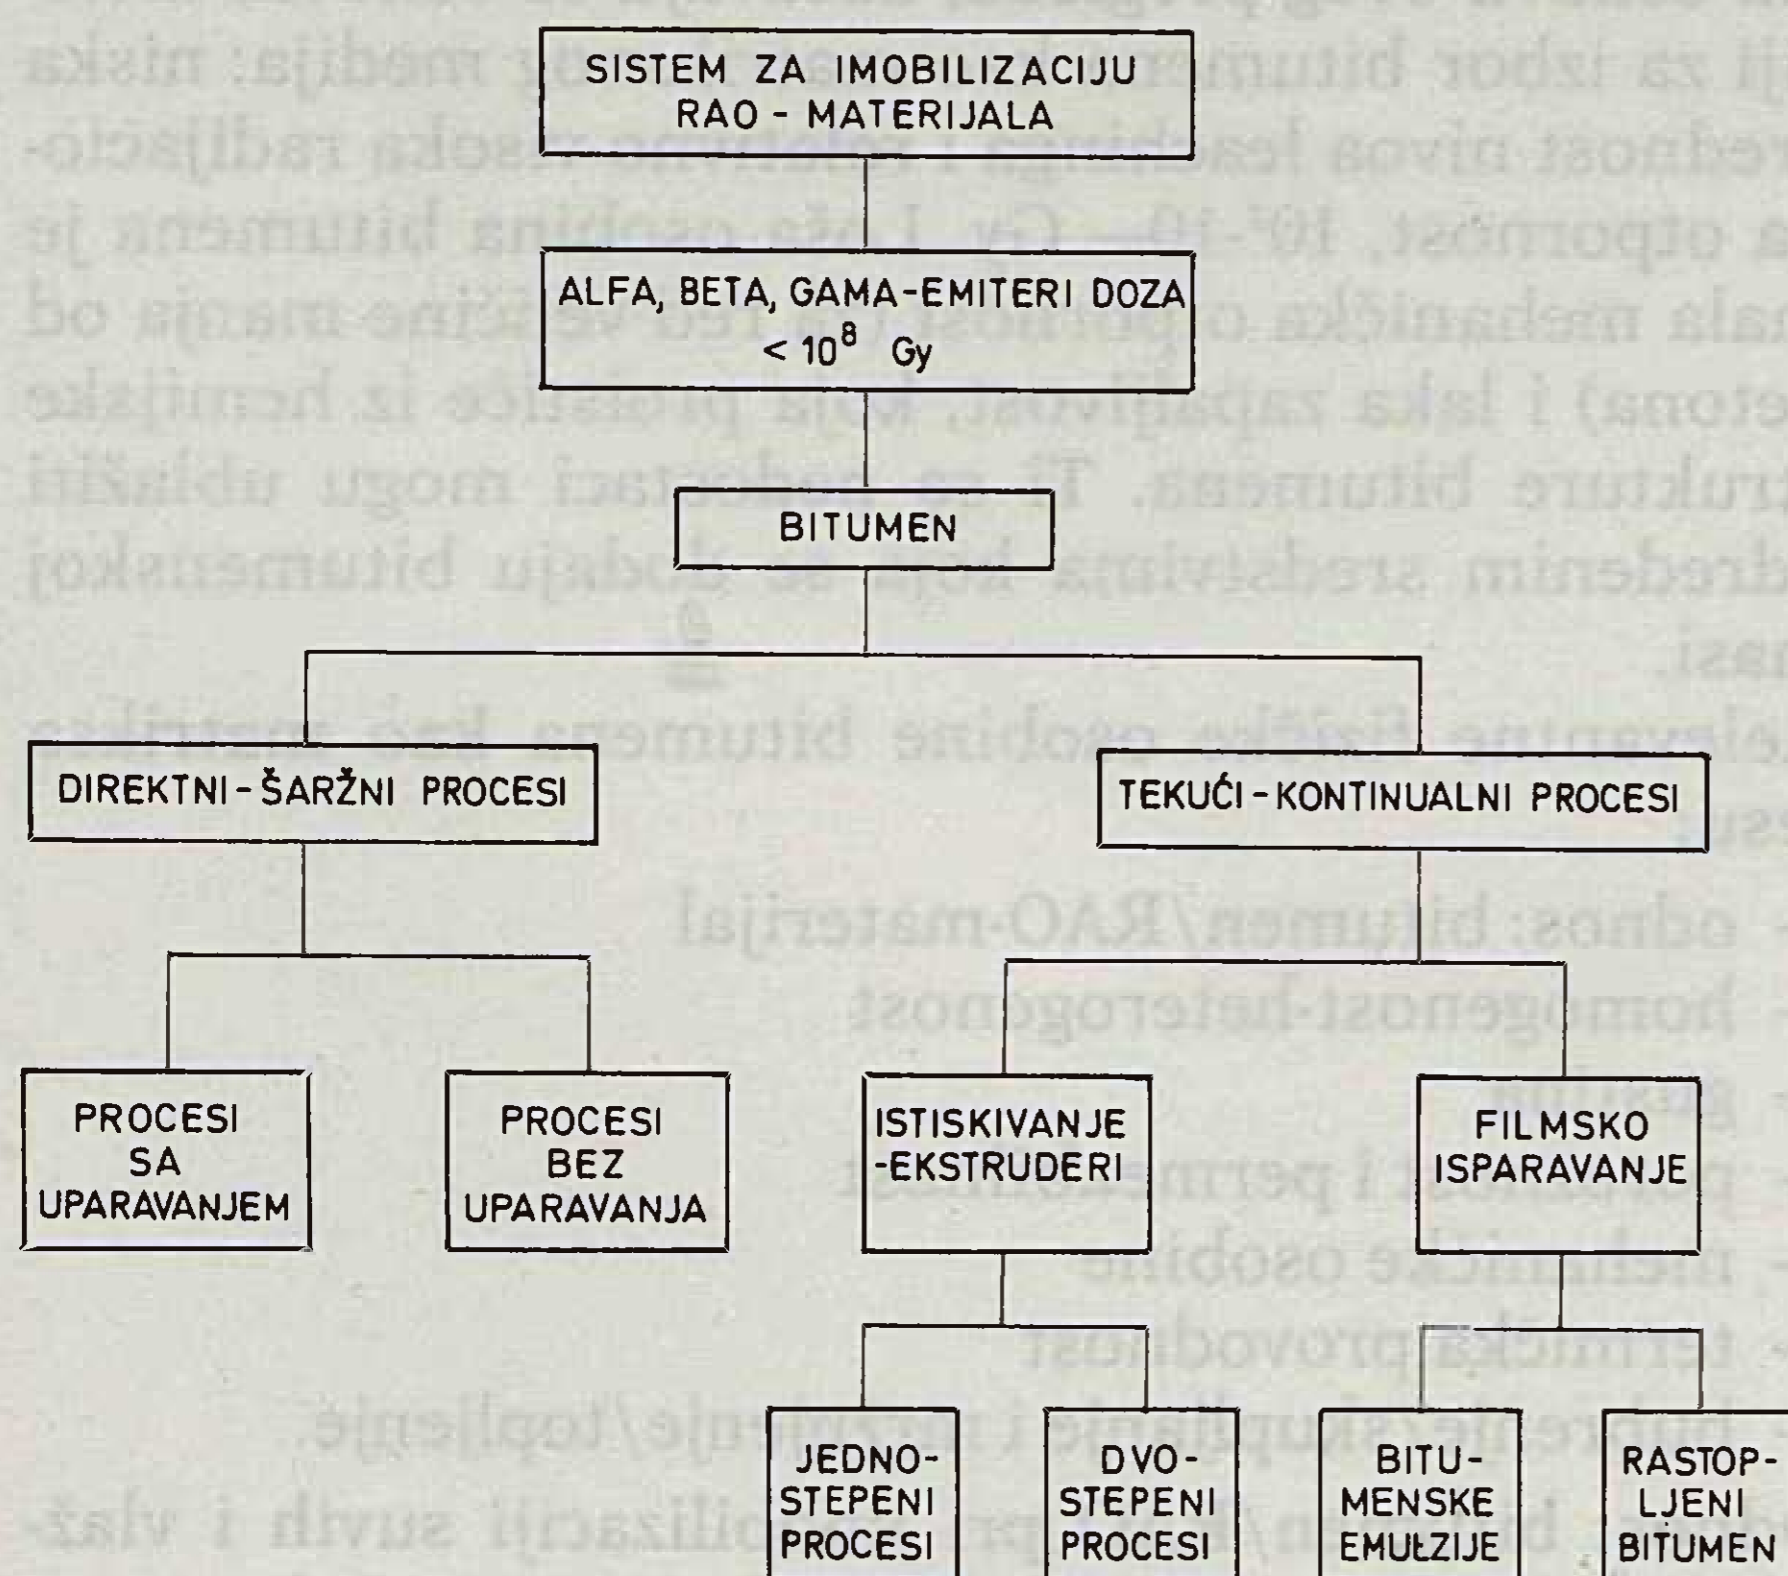 SISTEM ZA IMOBILIZACIJU
RAO - MATERIJALA
ALFA, BETA, GAMA-EMITERI DOZA
< 10⁸ Gy
BITUMEN
DIREKTNI-ŠARŽNI PROCESI
TEKUĆI-KONTINUALNI PROCESI
PROCESI
SA
UPARAVANJEM
PROCESI
BEZ
UPARAVANJA
ISTISKIVANJE
-EKSTRUDERI
FILMSKO
ISPARAVANJE
JEDNO-
STEPENI
PROCESI
DVO-
STEPENI
PROCESI
BITU-
MENSKE
EMULZIJE
RASTOP-
LJENI
BITUMEN